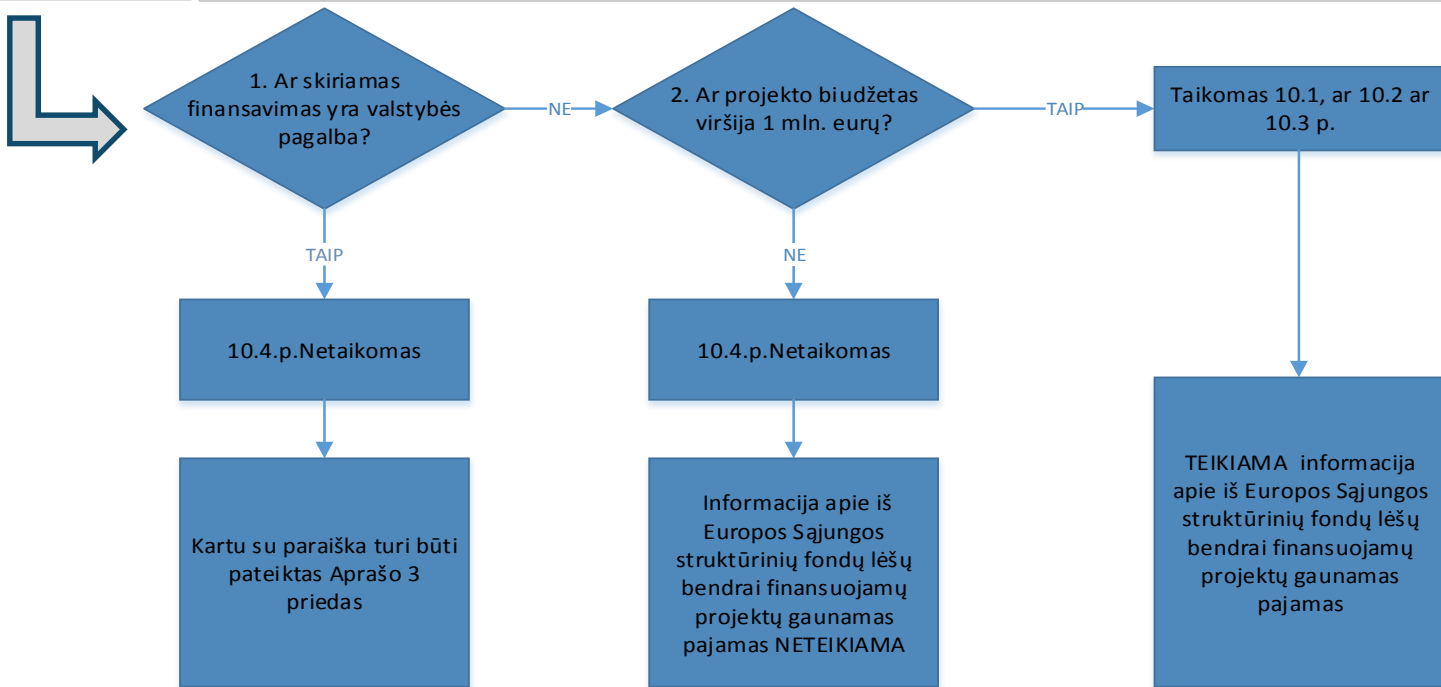 1. Ar skiriamas
finansavimas yra valstybės
pagalba?
NE
2. Ar projekto biudžetas
viršija 1 mln. eurų?
TAIP
Taikomas 10.1, ar 10.2 ar
10.3 p.
TAIP
NE
10.4.p.Netaikomas
10.4.p.Netaikomas
Kartu su paraiška turi būti
pateiktas Aprašo 3
priedas
Informacija apie iš
Europos Sąjungos
struktūrinių fondų lėšų
bendrai finansuojamų
projektų gaunamas
pajamas NETEIKIAMA
TEIKIAMA informacija
apie iš Europos Sąjungos
struktūrinių fondų lėšų
bendrai finansuojamų
projektų gaunamas
pajamas